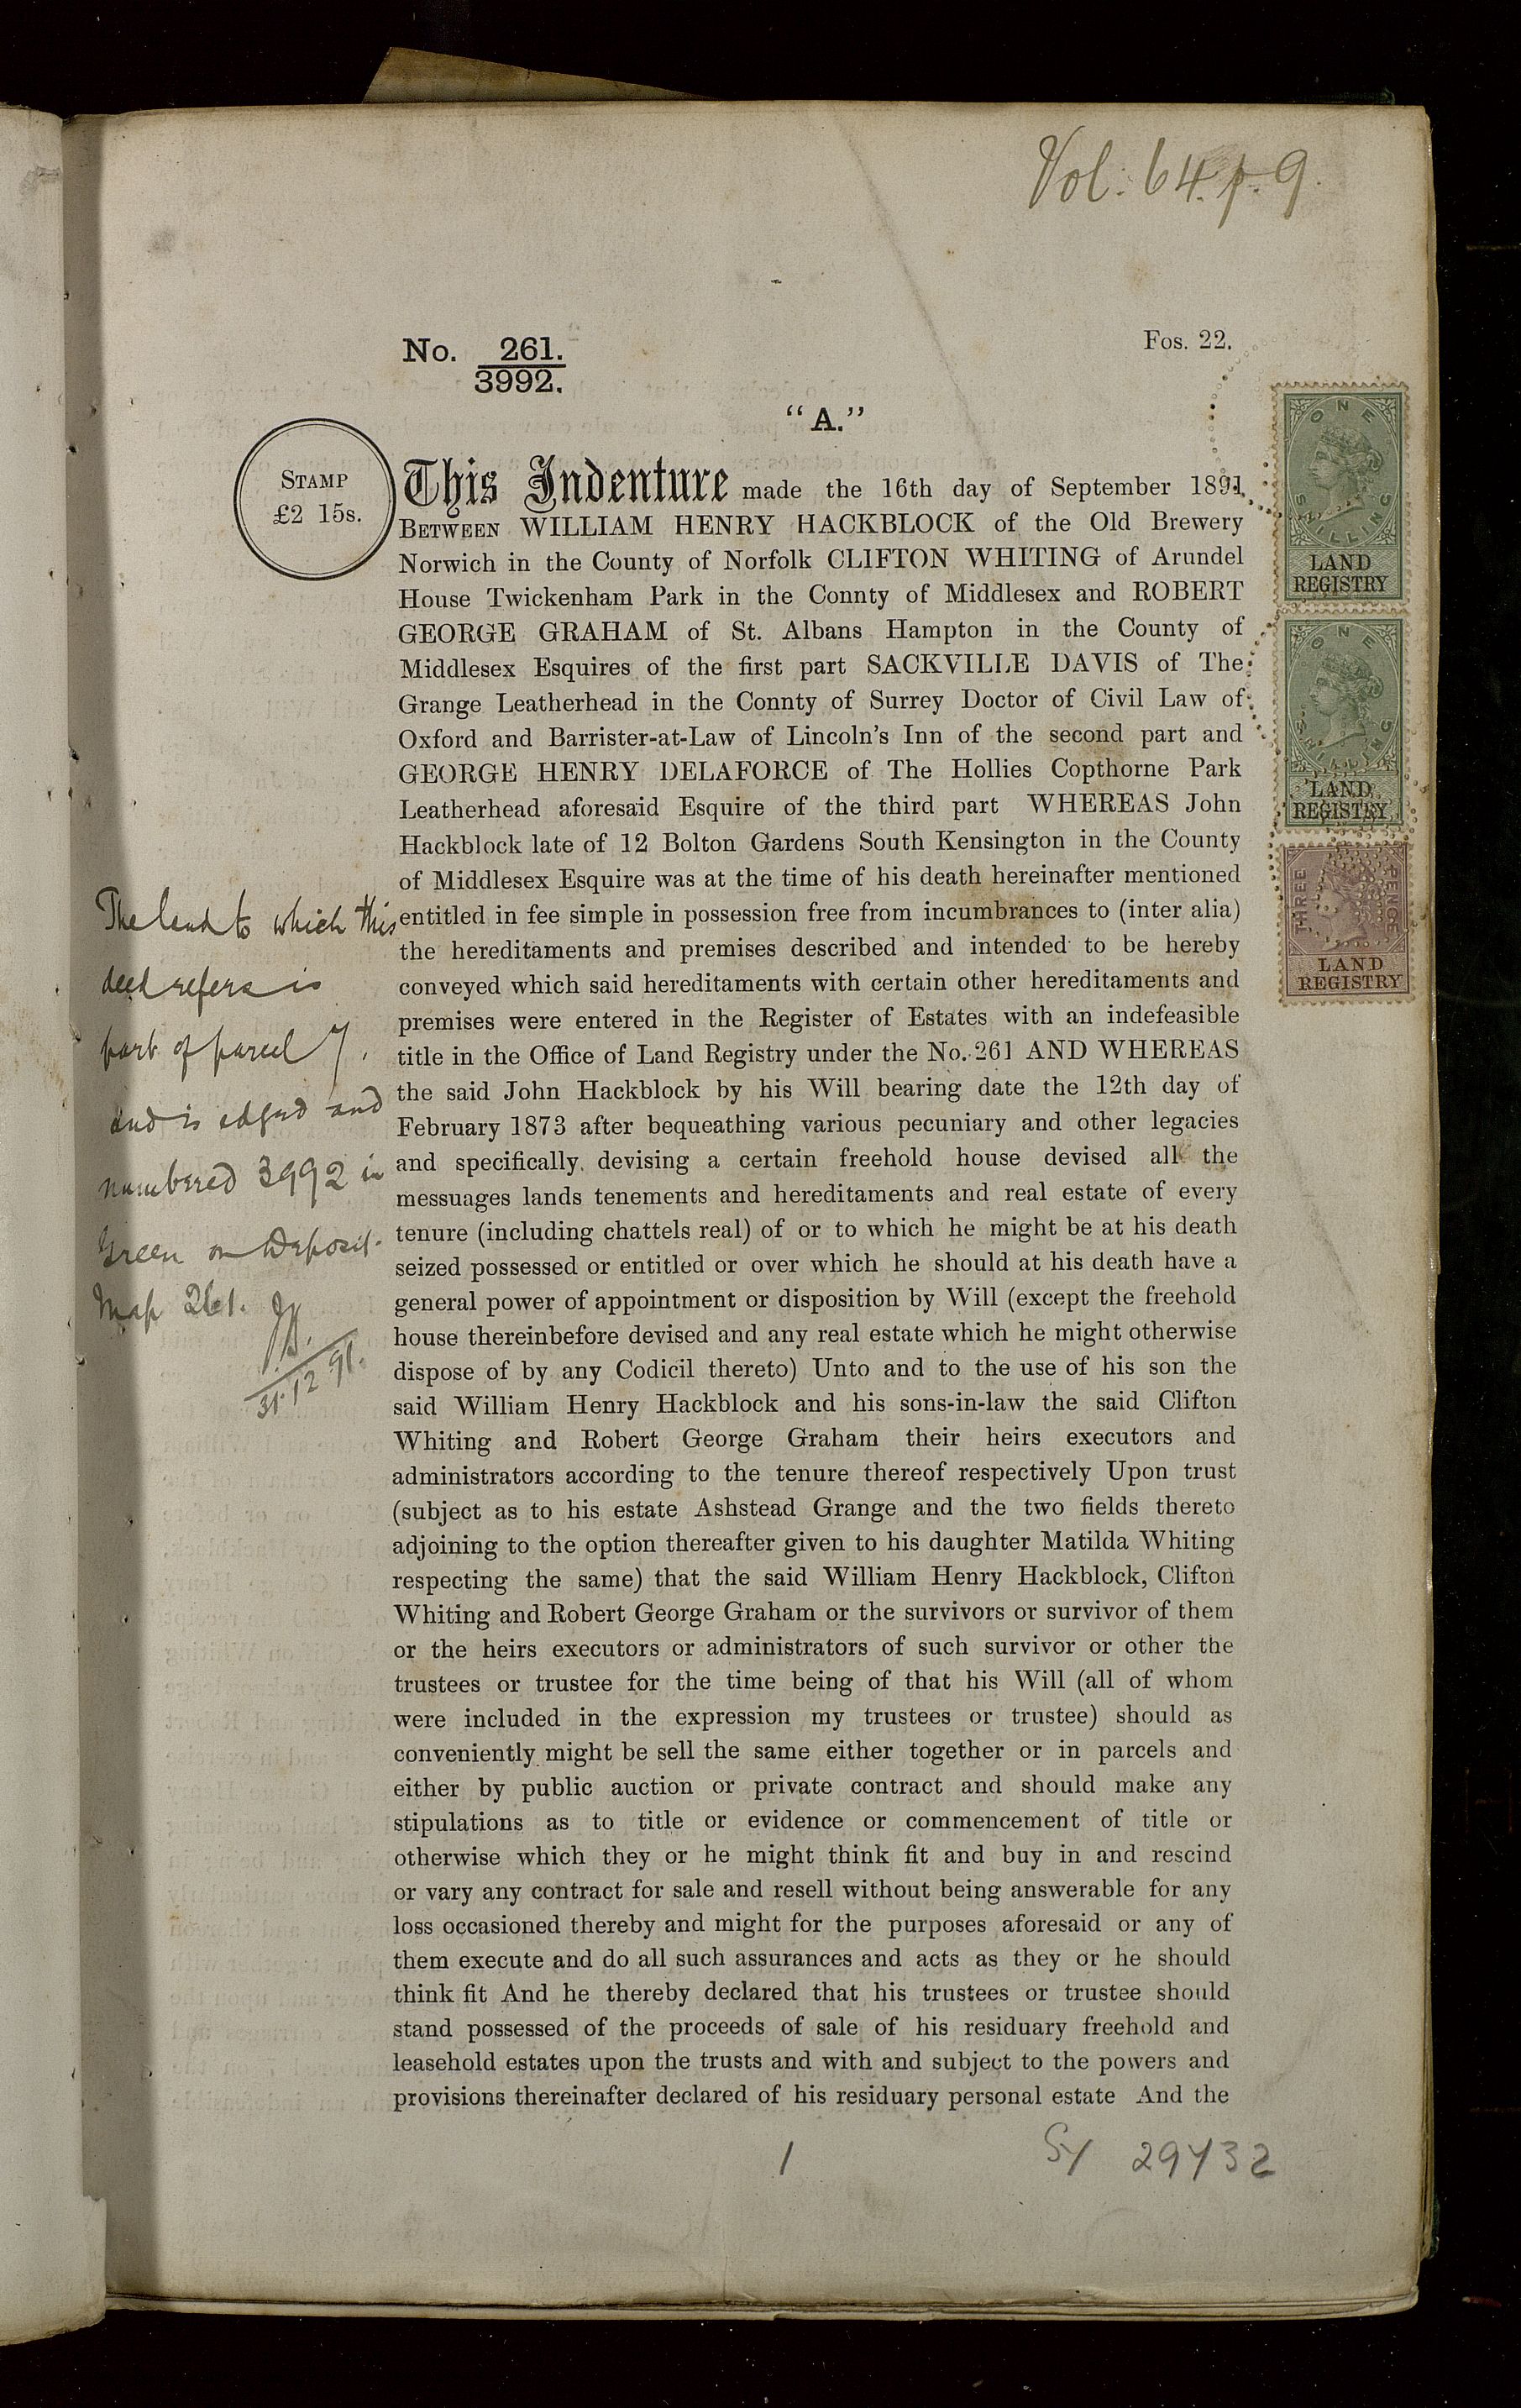 Vol: 64. p. 9.
No. 261.
3992.
Fos. 22.
"A."
STAMP
£2 15s.
This Indenture made the 16th day of September 1891
BETWEEN WILLIAM HENRY HACKBLOCK of the Old Brewery
Norwich in the County of Norfolk CLIFTON WHITING of Arundel
House Twickenham Park in the Connty of Middlesex and ROBERT
GEORGE GRAHAM of St. Albans Hampton in the County of
Middlesex Esquires of the first part SACKVILLE DAVIS of The
Grange Leatherhead in the Connty of Surrey Doctor of Civil Law of
Oxford and Barrister-at-Law of Lincoln's Inn of the second part and
GEORGE HENRY DELAFORCE of The Hollies Copthorne Park
Leatherhead aforesaid Esquire of the third part WHEREAS John
Hackblock late of 12 Bolton Gardens South Kensington in the County
of Middlesex Esquire was at the time of his death hereinafter mentioned
entitled in fee simple in possession free from incumbrances to (inter alia)
the hereditaments and premises described and intended to be hereby
conveyed which said hereditaments with certain other hereditaments and
premises were entered in the Register of Estates with an indefeasible
title in the Office of Land Registry under the No. 261 AND WHEREAS
the said John Hackblock by his Will bearing date the 12th day of
February 1873 after bequeathing various pecuniary and other legacies
and specifically devising a certain freehold house devised all the
messuages lands tenements and hereditaments and real estate of every
tenure (including chattels real) of or to which he might be at his death
seized possessed or entitled or over which he should at his death have a
general power of appointment or disposition by Will (except the freehold
house thereinbefore devised and any real estate which he might otherwise
dispose of by any Codicil thereto) Unto and to the use of his son the
said William Henry Hackblock and his sons-in-law the said Clifton
Whiting and Robert George Graham their heirs executors and
administrators according to the tenure thereof respectively Upon trust
(subject as to his estate Ashstead Grange and the two fields thereto
adjoining to the option thereafter given to his daughter Matilda Whiting
respecting the same) that the said William Henry Hackblock, Clifton
Whiting and Robert George Graham or the survivors or survivor of them
or the heirs executors or administrators of such survivor or other the
trustees or trustee for the time being of that his Will (all of whom
were included in the expression my trustees or trustee) should as
conveniently might be sell the same either together or in parcels and
either by public auction or private contract and should make any
stipulations as to title or evidence or commencement of title or
otherwise which they or he might think fit and buy in and rescind
or vary any contract for sale and resell without being answerable for any
loss occasioned thereby and might for the purposes aforesaid or any of
them execute and do all such assurances and acts as they or he should
think fit And he thereby declared that his trustees or trustee should
stand possessed of the proceeds of sale of his residuary freehold and
leasehold estates upon the trusts and with and subject to the powers and
provisions thereinafter declared of his residuary personal estate And the
The land to which this
deed refers is
part of parcel 7,
and is edged and
numbered 3992 in
Green on Deposit
Map 261.
31.12.91.
ONE
SHILLING
LAND
REGISTRY
ONE
SHILLING
LAND
REGISTRY
THREE
PENCE
LAND
REGISTRY
1
Sy 29432